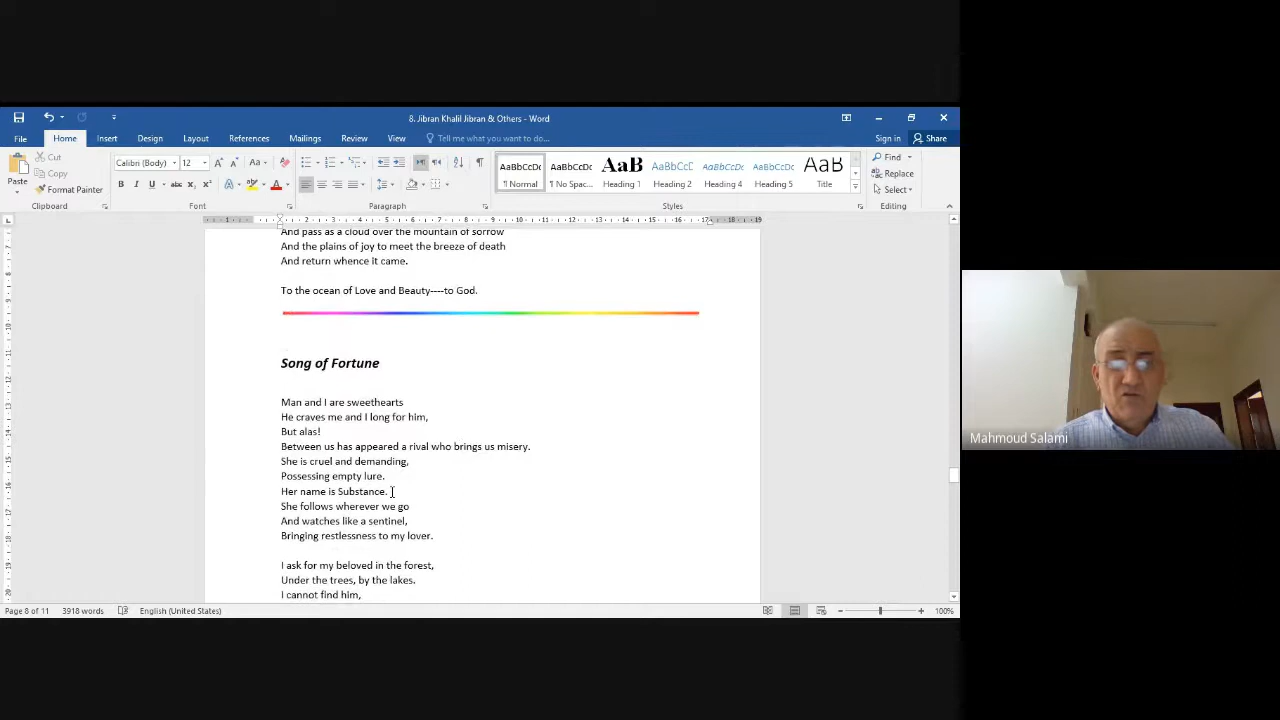 8. Jibran Khalil Jibran & Others - Word
File Home Insert Design Layout References Mailings Review View Tell me what you want to do... Sign in Share
Paste
Cut
Copy
Format Painter
Clipboard
Calibri (Body) 12
Font
Paragraph
AaBbCcDc AaBbCcDc AaB AaBbCcC AaBbCcDc AaBbCcDc AaB
¶ Normal ¶ No Spac... Heading 1 Heading 2 Heading 4 Heading 5 Title
Styles
Find
Replace
Select
Editing
And pass as a cloud over the mountain of sorrow
And the plains of joy to meet the breeze of death
And return whence it came.
To the ocean of Love and Beauty----to God.
Song of Fortune
Man and I are sweethearts
He craves me and I long for him,
But alas!
Between us has appeared a rival who brings us misery.
She is cruel and demanding,
Possessing empty lure.
Her name is Substance.
She follows wherever we go
And watches like a sentinel,
Bringing restlessness to my lover.
I ask for my beloved in the forest,
Under the trees, by the lakes.
I cannot find him,
Page 8 of 11 3918 words English (United States) 100%
Mahmoud Salami